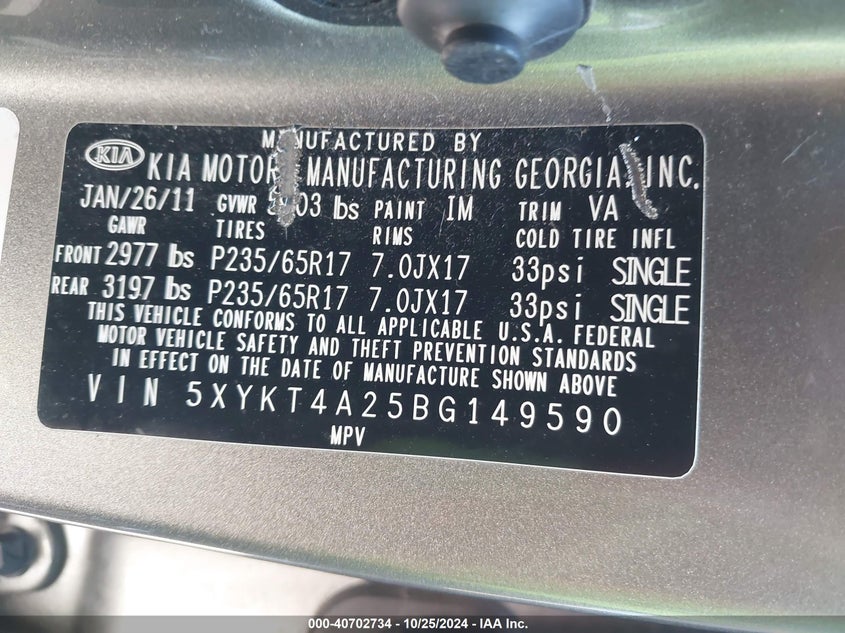 MANUFACTURED BY
KIA KIA MOTORS MANUFACTURING GEORGIA, INC.
JAN/26/11 GVWR lbs PAINT IM TRIM VA
GAWR TIRES RIMS COLD TIRE INFL
FRONT 2977 lbs P235/65R17 7.0JX17 33psi SINGLE
REAR 3197 lbs P235/65R17 7.0JX17 33psi SINGLE
THIS VEHICLE CONFORMS TO ALL APPLICABLE U.S.A. FEDERAL
MOTOR VEHICLE SAFETY AND THEFT PREVENTION STANDARDS
IN EFFECT ON THE DATE OF MANUFACTURE SHOWN ABOVE
VIN 5XYKT4A25BG149590
MPV
000-40702734 - 10/25/2024 - IAA Inc.